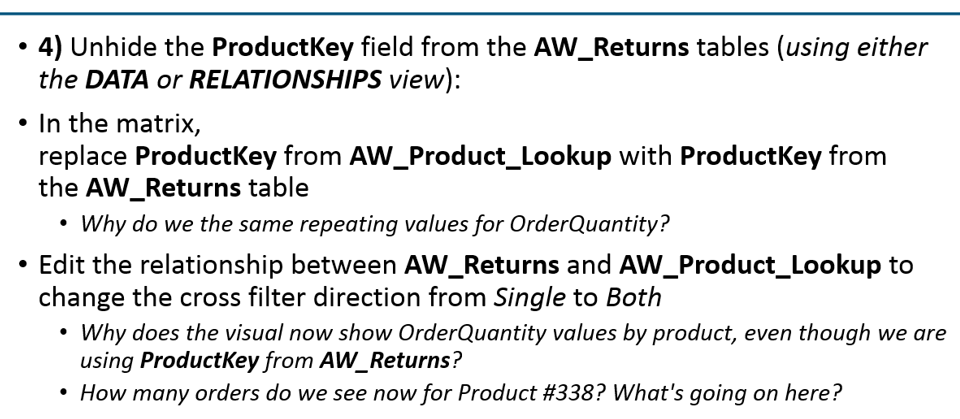 • 4) Unhide the ProductKey field from the AW_Returns tables (using either
the DATA or RELATIONSHIPS view):
• In the matrix,
replace ProductKey from AW_Product_Lookup with ProductKey from
the AW_Returns table
• Why do we the same repeating values for OrderQuantity?
• Edit the relationship between AW_Returns and AW_Product_Lookup to
change the cross filter direction from Single to Both
• Why does the visual now show OrderQuantity values by product, even though we are
using ProductKey from AW_Returns?
• How many orders do we see now for Product #338? What's going on here?